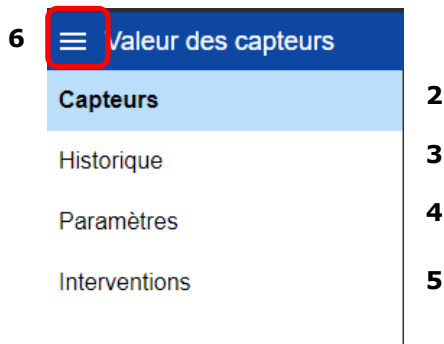 6 Valeur des capteurs
Capteurs 2
Historique 3
Paramètres 4
Interventions 5